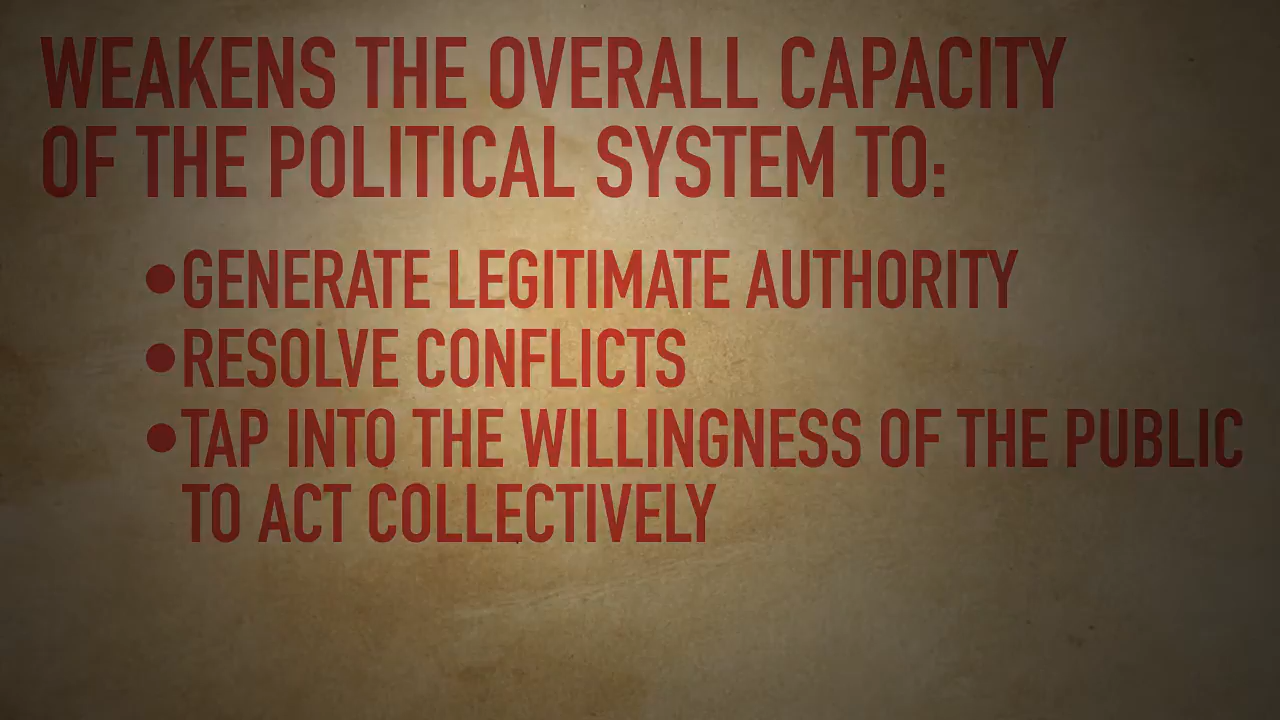 WEAKENS THE OVERALL CAPACITY
OF THE POLITICAL SYSTEM TO:
•GENERATE LEGITIMATE AUTHORITY
•RESOLVE CONFLICTS
•TAP INTO THE WILLINGNESS OF THE PUBLIC
TO ACT COLLECTIVELY